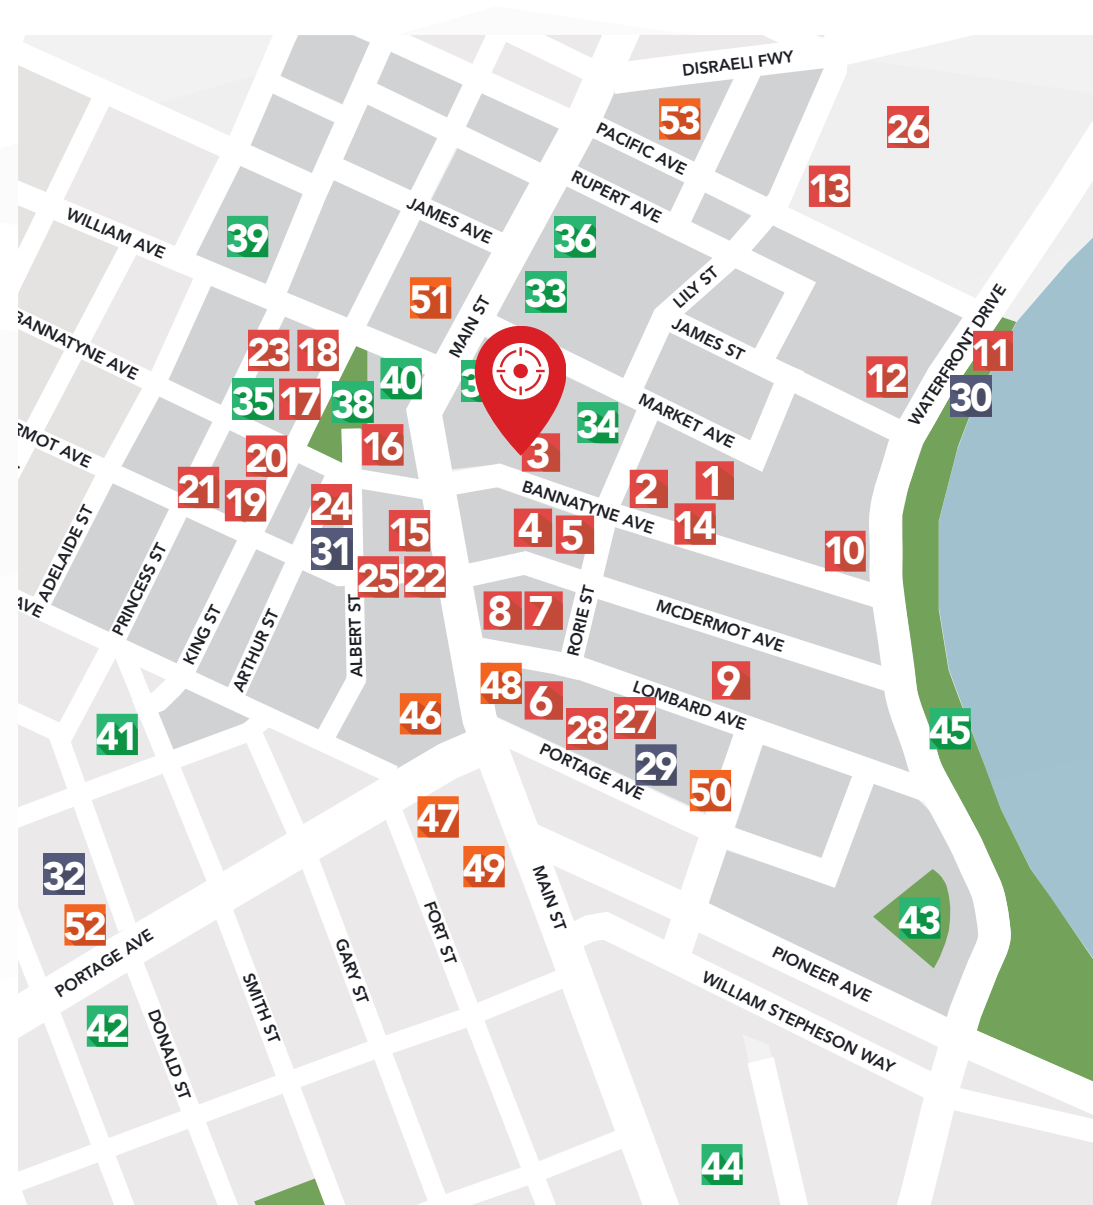 DISRAELI FWY
53
26
PACIFIC AVE
13
RUPERT AVE
WILLIAM AVE
39
JAMES AVE
36
51
33
LILY ST
MAIN ST
JAMES ST
WATERFRONT DRIVE
BANNATYNE AVE
23
18
11
40
12
30
35
17
38
34
MARKET AVE
RMOT AVE
16
3
20
21
19
2
1
24
BANNATYNE AVE
15
4
5
14
31
10
ADELAIDE ST
PRINCESS ST
25
22
AVE
KING ST
ARTHUR ST
ALBERT ST
8
7
RORIE ST
MCDERMOT AVE
48
6
9
LOMBARD AVE
46
28
27
41
45
PORTAGE AVE
29
50
47
49
32
MAIN ST
52
FORT ST
43
PORTAGE AVE
GARY ST
PIONEER AVE
SMITH ST
WILLIAM STEPHESON WAY
42
DONALD ST
44